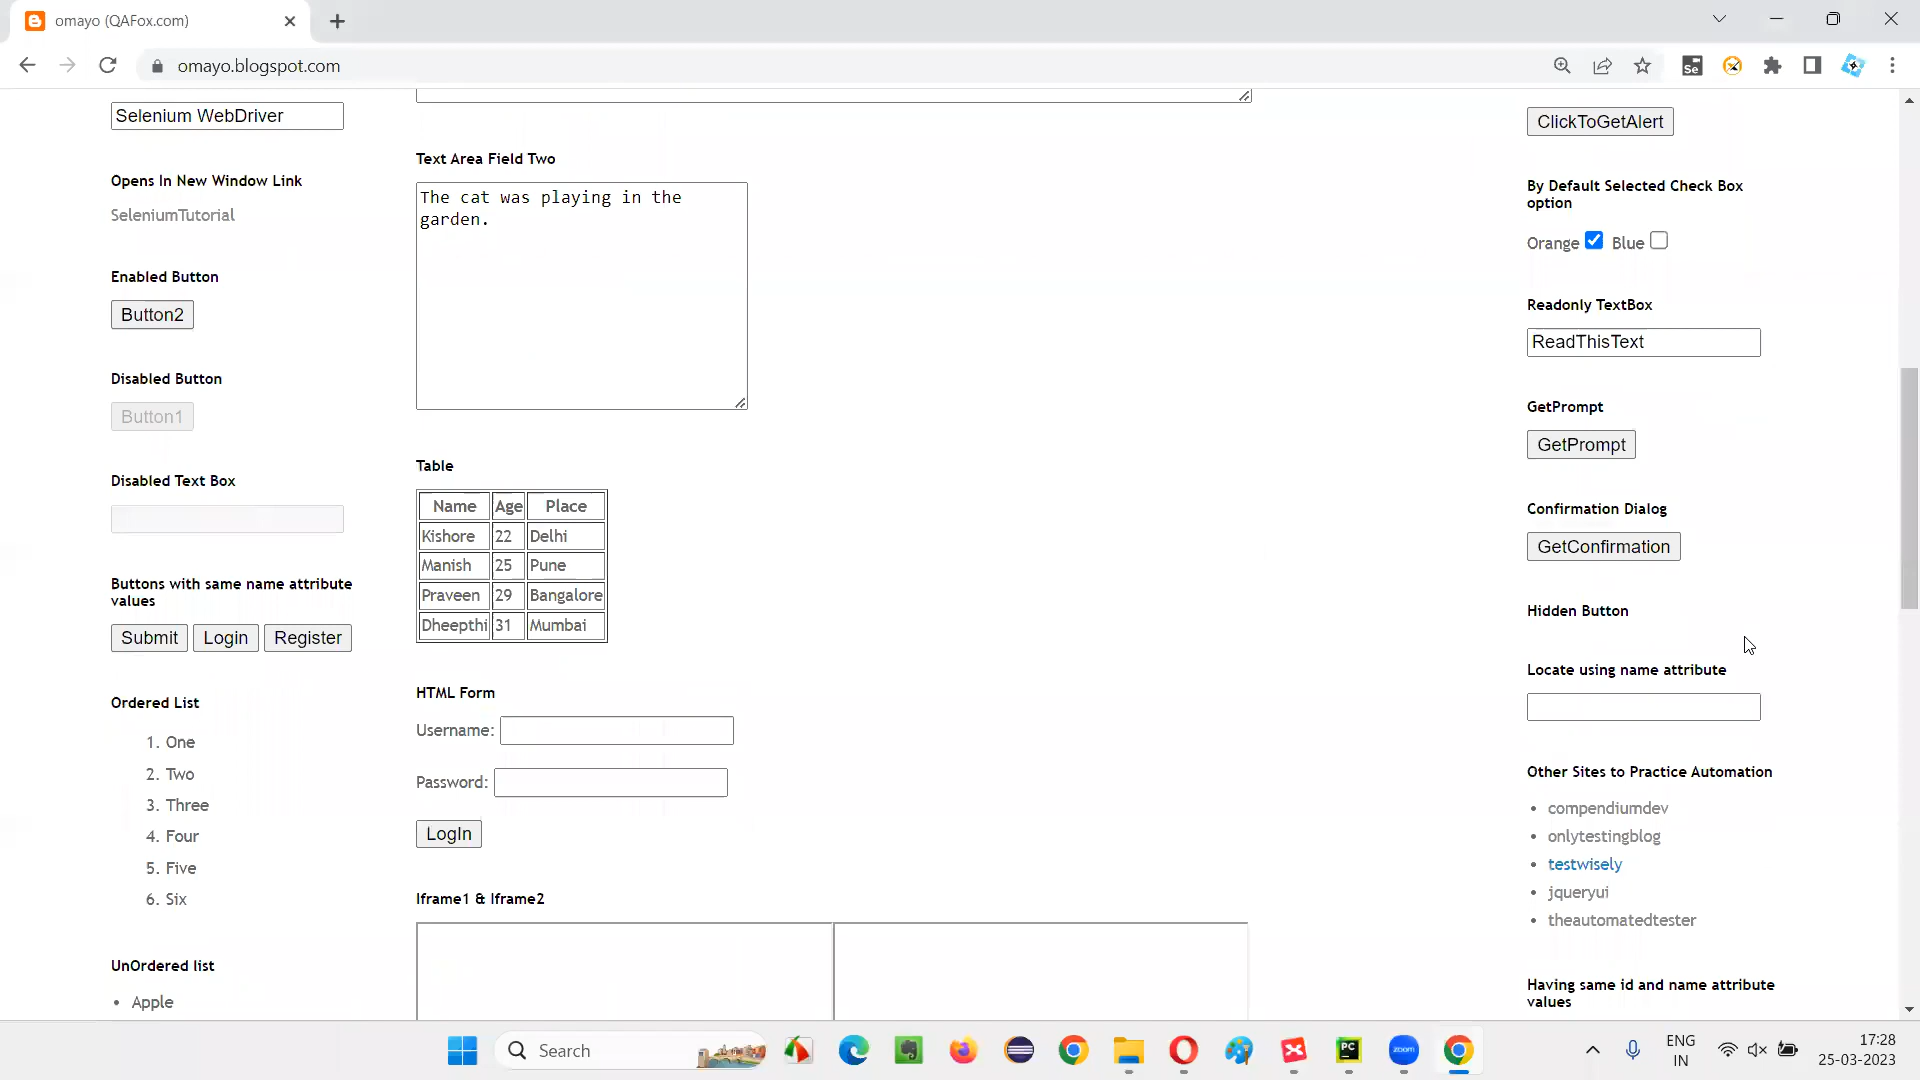 omayo (QAFox.com)
omayo.blogspot.com
Selenium WebDriver
Opens In New Window Link
SeleniumTutorial
Enabled Button
Button2
Disabled Button
Button1
Disabled Text Box
Buttons with same name attribute
values
Submit Login Register
Ordered List
1. One
2. Two
3. Three
4. Four
5. Five
6. Six
UnOrdered list
• Apple
Text Area Field Two
The cat was playing in the
garden.
Table
Name Age Place
Kishore 22 Delhi
Manish 25 Pune
Praveen 29 Bangalore
Dheepthi 31 Mumbai
HTML Form
Username:
Password:
LogIn
Iframe1 & Iframe2
ClickToGetAlert
By Default Selected Check Box
option
Orange Blue
Readonly TextBox
ReadThisText
GetPrompt
GetPrompt
Confirmation Dialog
GetConfirmation
Hidden Button
Locate using name attribute
Other Sites to Practice Automation
• compendiumdev
• onlytestingblog
• testwisely
• jqueryui
• theautomatedtester
Having same id and name attribute
values
Search
Se
PC
zoom
ENG
IN
17:28
25-03-2023